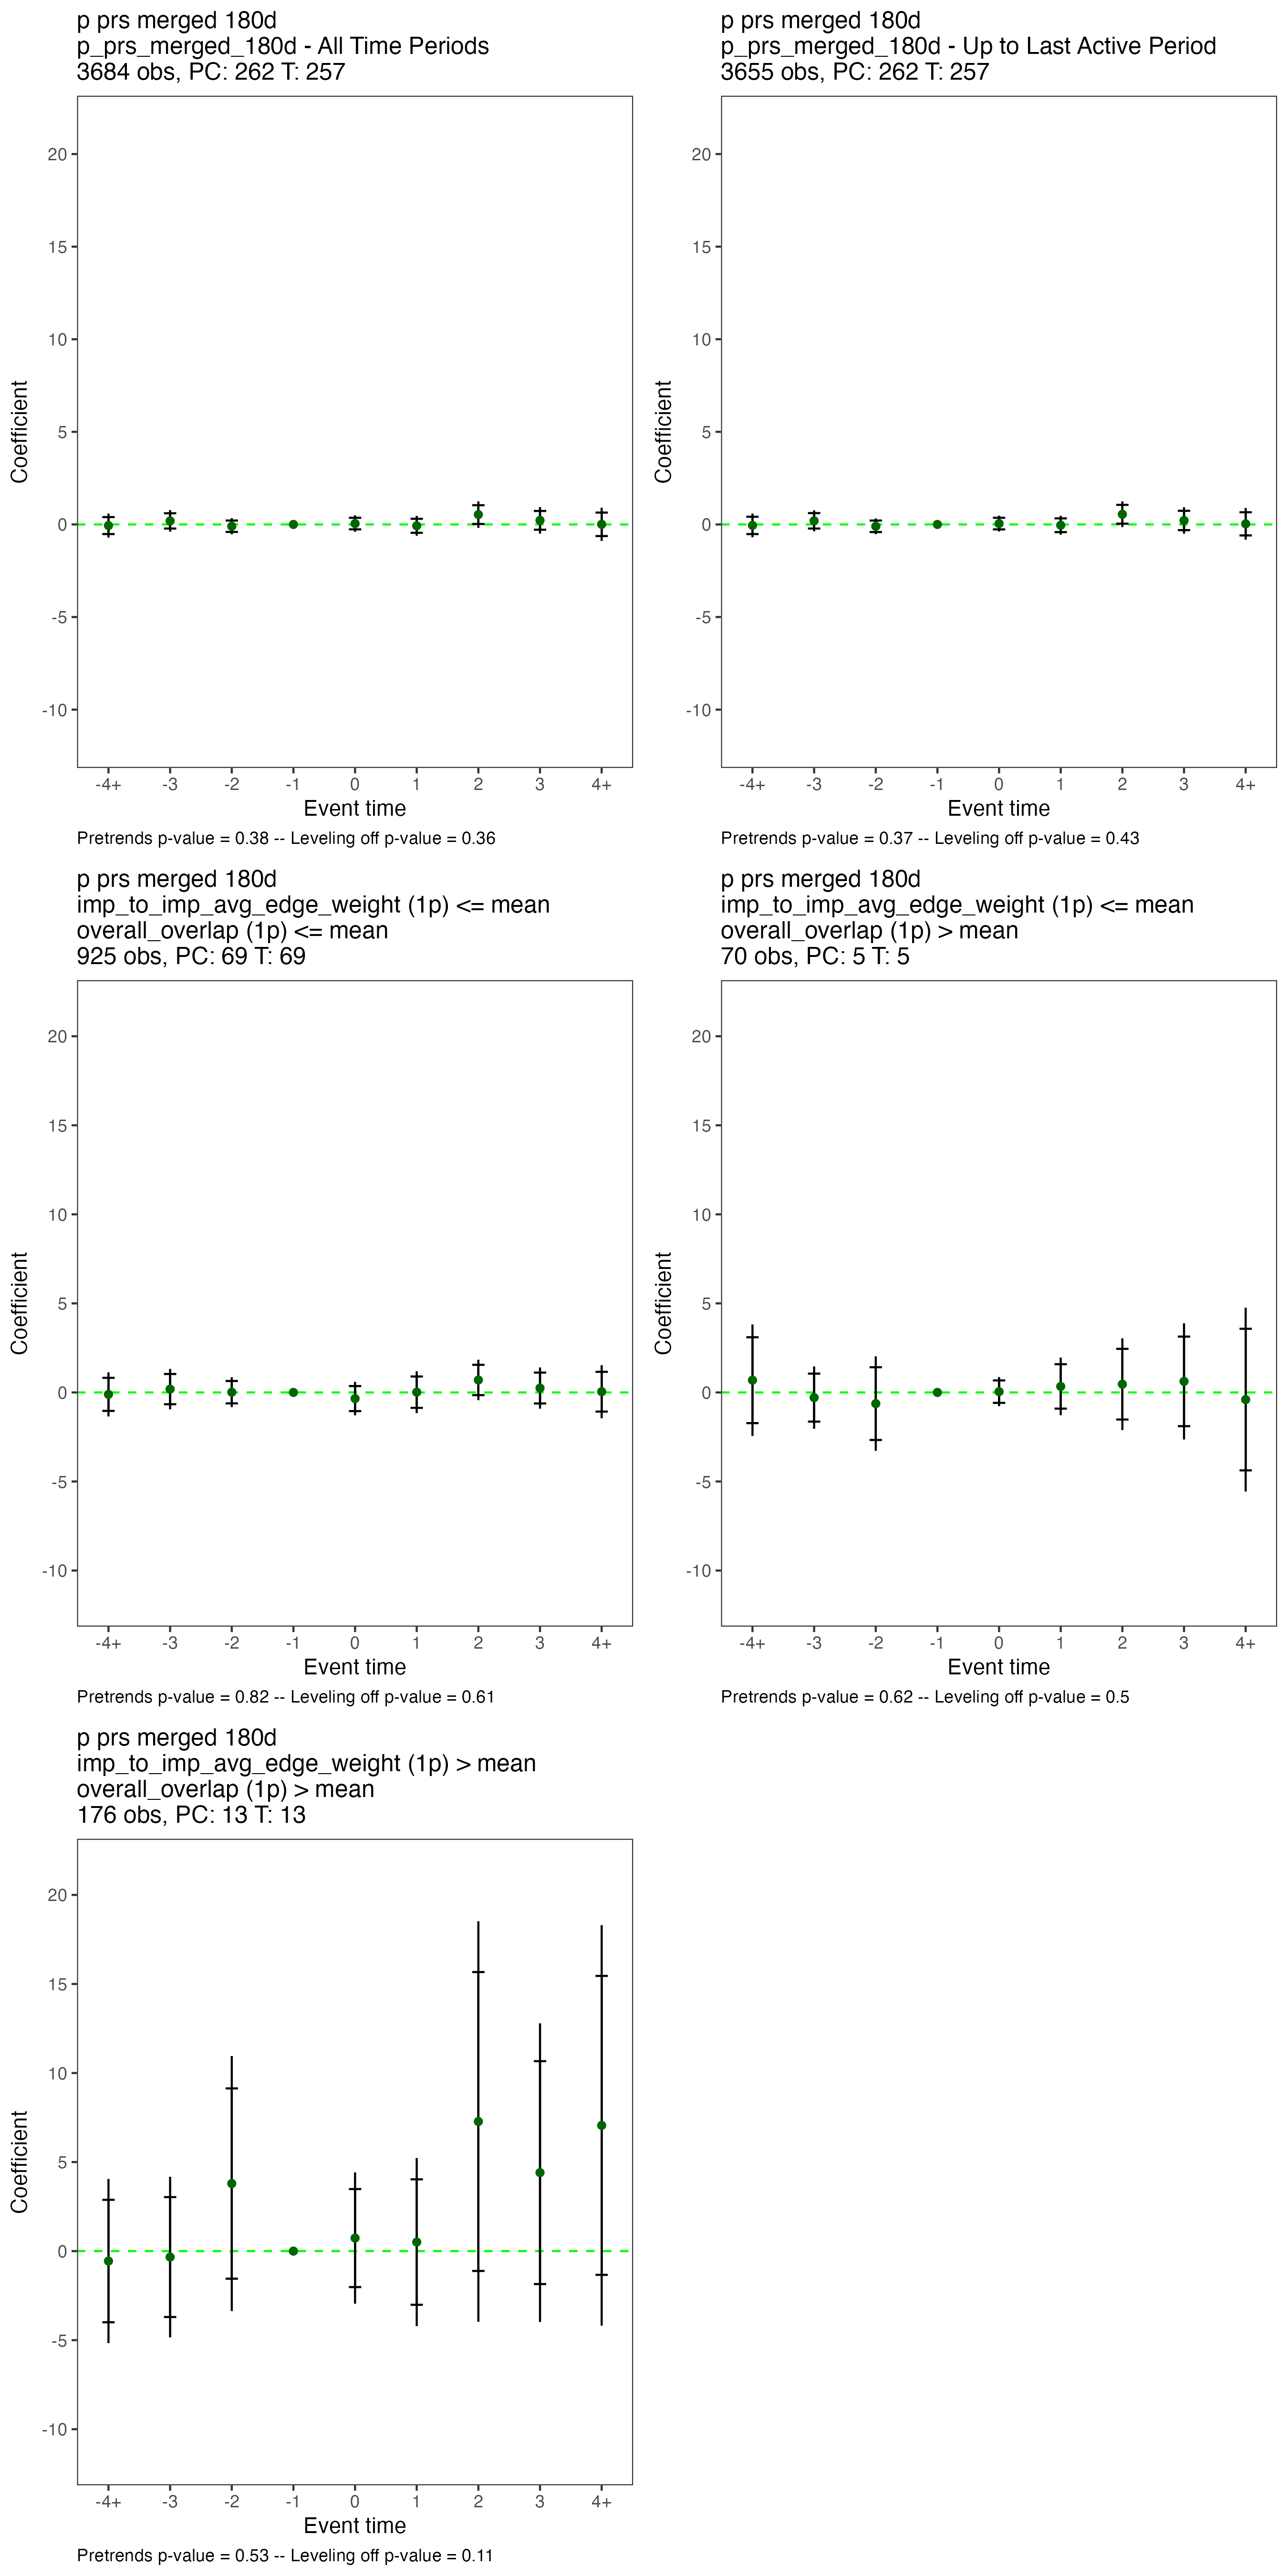 p prs merged 180d
p_prs_merged_180d - All Time Periods
3684 obs, PC: 262 T: 257
20
15
10
5
0
-5
-10
Coefficient
-4+ -3 -2 -1 0 1 2 3 4+
Event time
Pretrends p-value = 0.38 -- Leveling off p-value = 0.36
p prs merged 180d
p_prs_merged_180d - Up to Last Active Period
3655 obs, PC: 262 T: 257
20
15
10
5
0
-5
-10
Coefficient
-4+ -3 -2 -1 0 1 2 3 4+
Event time
Pretrends p-value = 0.37 -- Leveling off p-value = 0.43
p prs merged 180d
imp_to_imp_avg_edge_weight (1p) <= mean
overall_overlap (1p) <= mean
925 obs, PC: 69 T: 69
20
15
10
5
0
-5
-10
Coefficient
-4+ -3 -2 -1 0 1 2 3 4+
Event time
Pretrends p-value = 0.82 -- Leveling off p-value = 0.61
p prs merged 180d
imp_to_imp_avg_edge_weight (1p) <= mean
overall_overlap (1p) > mean
70 obs, PC: 5 T: 5
20
15
10
5
0
-5
-10
Coefficient
-4+ -3 -2 -1 0 1 2 3 4+
Event time
Pretrends p-value = 0.62 -- Leveling off p-value = 0.5
p prs merged 180d
imp_to_imp_avg_edge_weight (1p) > mean
overall_overlap (1p) > mean
176 obs, PC: 13 T: 13
20
15
10
5
0
-5
-10
Coefficient
-4+ -3 -2 -1 0 1 2 3 4+
Event time
Pretrends p-value = 0.53 -- Leveling off p-value = 0.11